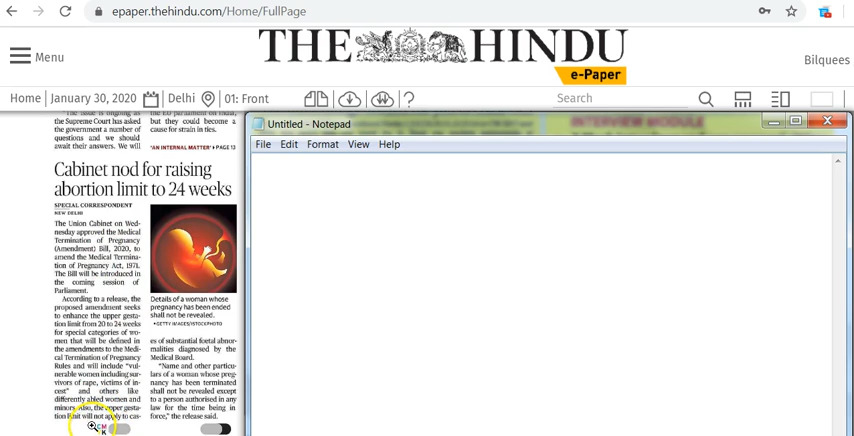 epaper.thehindu.com/Home/FullPage
Menu
THE HINDU
e-Paper
Bilquees
Home
January 30, 2020
Delhi
01: Front
?
Search
the Supreme Court has asked
the government a number of
questions and we should
await their answers. We will
but they could become a
cause for strain in ties.
'AN INTERNAL MATTER' ▸ PAGE 13
INTERVIEW MODULE
Cabinet nod for raising
abortion limit to 24 weeks
SPECIAL CORRESPONDENT
NEW DELHI
The Union Cabinet on Wed-
nesday approved the Medical
Termination of Pregnancy
(Amendment) Bill, 2020, to
amend the Medical Termina-
tion of Pregnancy Act, 1971.
The Bill will be introduced in
the coming session of
Parliament.
According to a release, the
proposed amendment seeks
to enhance the upper gesta-
tion limit from 20 to 24 weeks
for special categories of wo-
men that will be defined in
the amendments to the Medi-
cal Termination of Pregnancy
Rules and will include "vul-
nerable women including sur-
vivors of rape, victims of in-
cest" and others like
differently abled women and
minors. Also, the upper gesta-
tion limit will not apply to cas-
Details of a woman whose
pregnancy has been ended
shall not be revealed.
▪GETTY IMAGES/ISTOCKPHOTO
es of substantial foetal abnor-
malities diagnosed by the
Medical Board.
"Name and other particu-
lars of a woman whose preg-
nancy has been terminated
shall not be revealed except
to a person authorised in any
law for the time being in
force," the release said.
CM
K
Untitled - Notepad
File Edit Format View Help